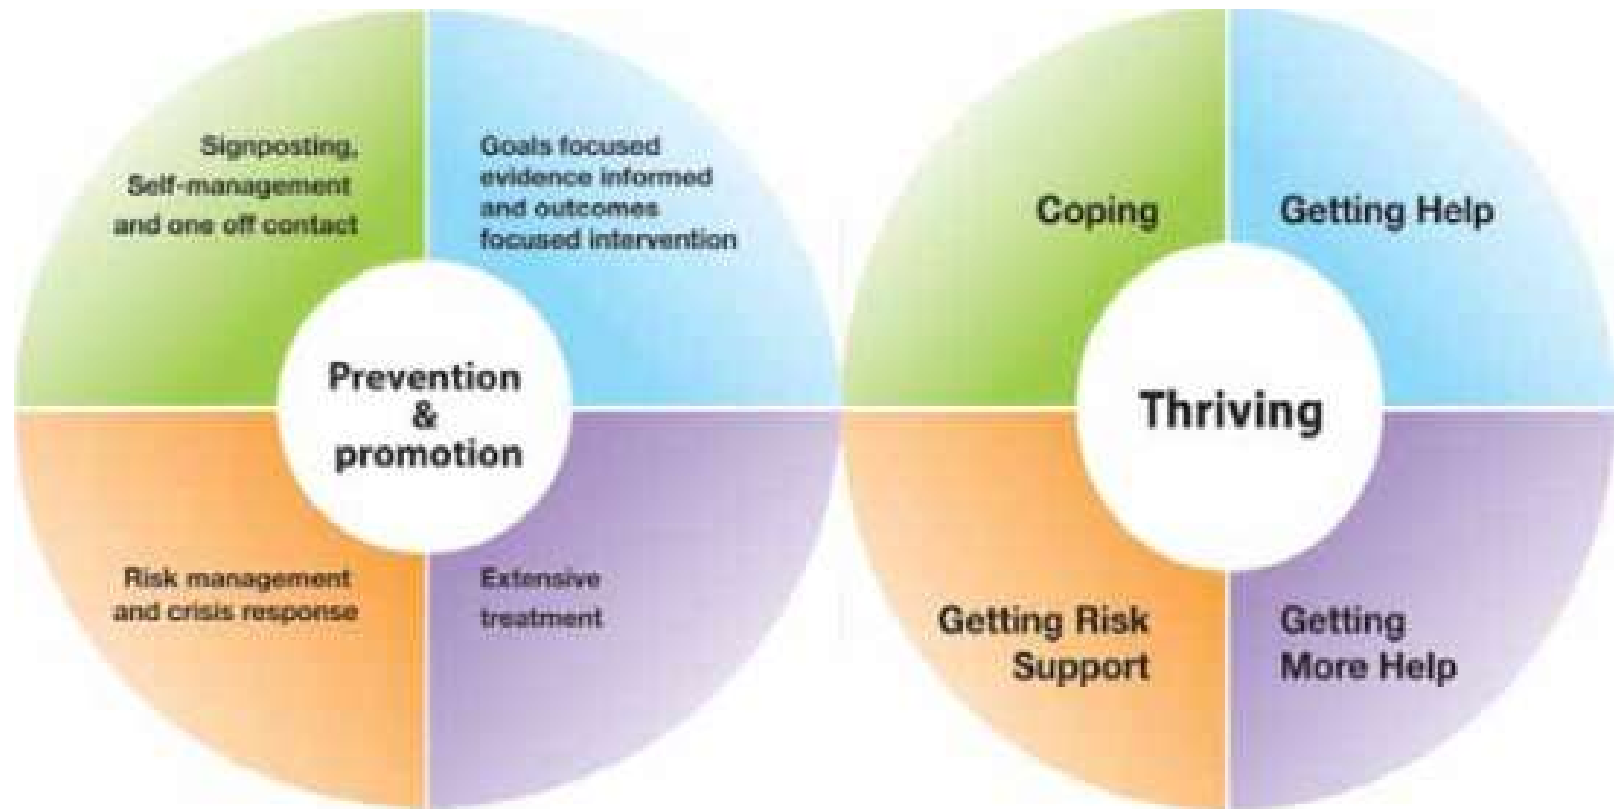 Signposting,
Self-management
and one off contact
Goals focused
evidence informed
and outcomes
focused intervention
Prevention
&
promotion
Risk management
and crisis response
Extensive
treatment
Coping
Getting Help
Thriving
Getting Risk
Support
Getting
More Help